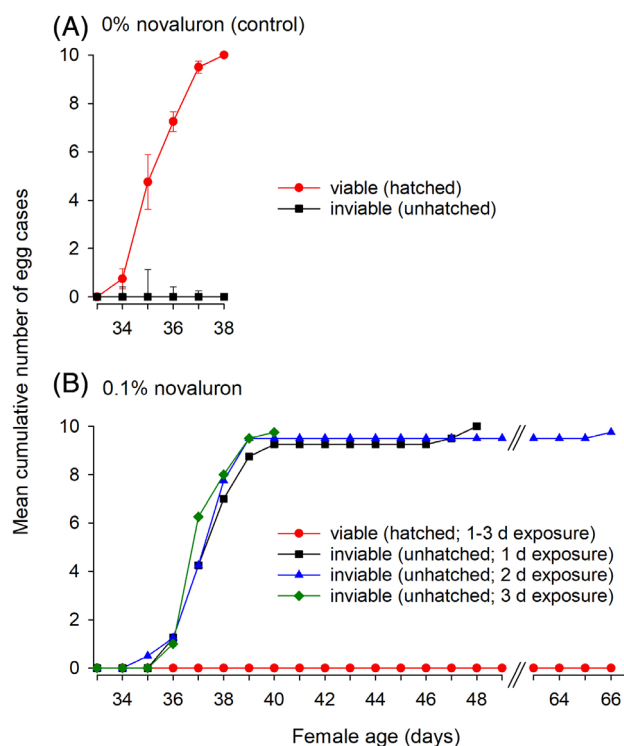 (A) 0% novaluron (control)
10
8
6
4
2
0
34 36 38
viable (hatched)
inviable (unhatched)
Mean cumulative number of egg cases
(B) 0.1% novaluron
10
8
6
4
2
0
viable (hatched; 1-3 d exposure)
inviable (unhatched; 1 d exposure)
inviable (unhatched; 2 d exposure)
inviable (unhatched; 3 d exposure)
34 36 38 40 42 44 46 48 64 66
Female age (days)